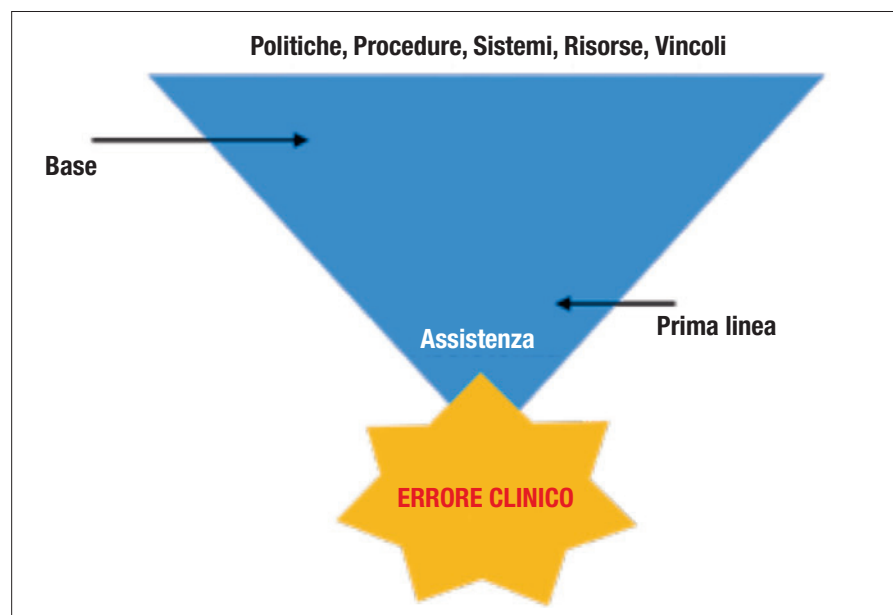 Politiche, Procedure, Sistemi, Risorse, Vincoli
Base
Prima linea
Assistenza
ERRORE CLINICO